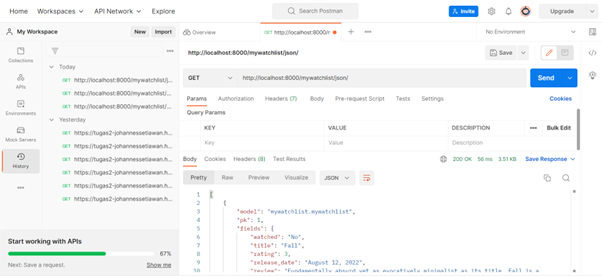 Home Workspaces API Network Explore Search Postman Invite Upgrade
My Workspace New Import Overview GET http://localhost:8000/r No Environment
http://localhost:8000/mywatchlist/json/ Save
Collections
APIs
Environments
Mock Servers
History
Today
GET http://localhost:8000/mywatchlist/j...
GET http://localhost:8000/mywatchlist/...
GET http://localhost:8000/mywatchlist/...
Yesterday
GET https://tugas2-johannessetiawan.h...
GET https://tugas2-johannessetiawan.h...
GET https://tugas2-johannessetiawan.h...
GET https://tugas2-johannessetiawan.h...
GET https://tugas2-johannessetiawan.h...
GET https://tugas2-johannessetiawan.h...
Start working with APIs
67%
Next: Save a request. Show me
GET http://localhost:8000/mywatchlist/json/ Send
Params Authorization Headers (7) Body Pre-request Script Tests Settings Cookies
Query Params
KEY VALUE DESCRIPTION Bulk Edit
Key Value Description
Body Cookies Headers (8) Test Results 200 OK 56 ms 3.51 KB Save Response
Pretty Raw Preview Visualize JSON
1 [
2 {
3 "model": "mywatchlist.mywatchlist",
4 "pk": 1,
5 "fields": {
6 "watched": "No",
7 "title": "Fall",
8 "rating": 3,
9 "release_date": "August 12, 2022",
10 "review": "Fundamentally absurd yet as evocatively minimalist as its title, Fall is a